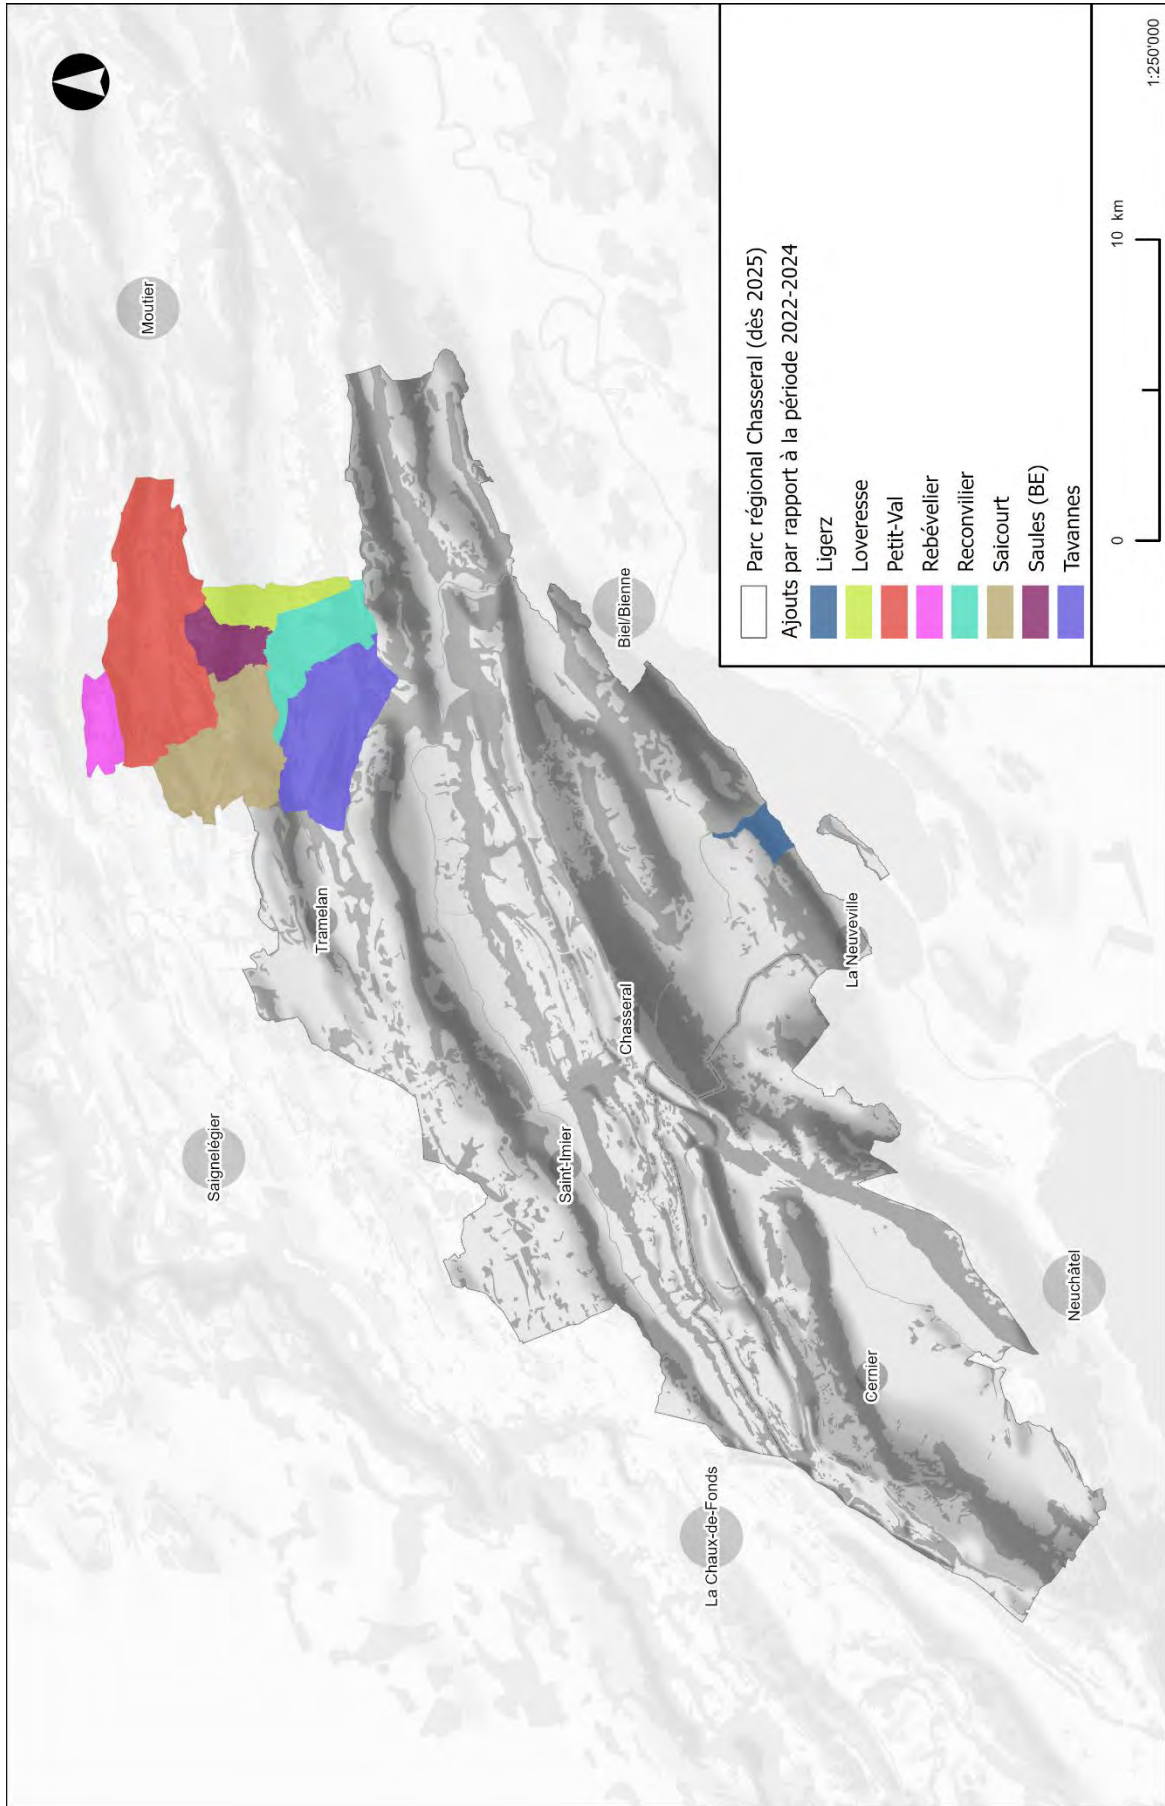 Moutier
Saignelégier
Tramelan
Biel/Bienne
Saint-Imier
Chasseral
La Chaux-de-Fonds
La Neuveville
Cernier
Neuchâtel
Parc régional Chasseral (dès 2025)
Ajouts par rapport à la période 2022-2024
Ligerz
Loveresse
Petit-Val
Rebévelier
Reconvilier
Saicourt
Saules (BE)
Tavannes
0 10 km
1:250'000